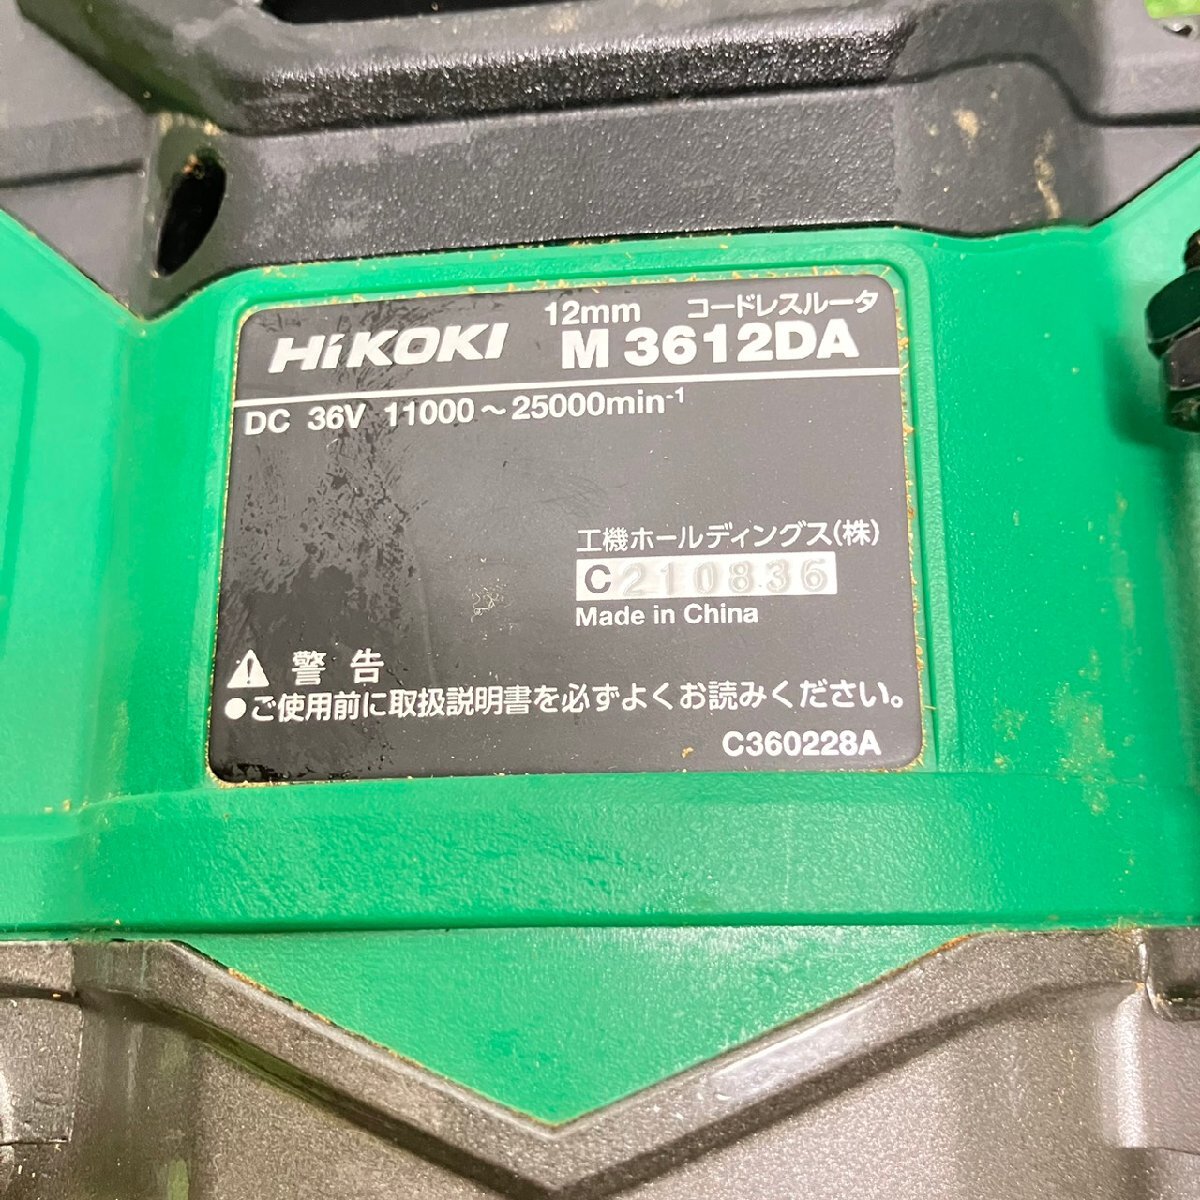 HiKOKI
12mm コードレスルータ
M 3612DA
DC 36V 11000～25000min-1
工機ホールディングス(株)
C210836
Made in China
警告
●ご使用前に取扱説明書を必ずよくお読みください。
C360228A